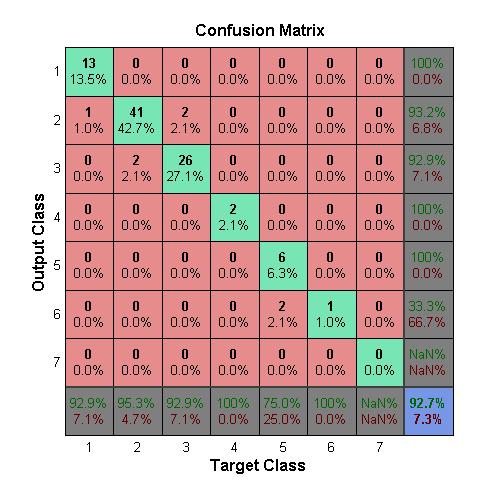 Confusion Matrix
1 13 0 0 0 0 0 0 100%
13.5% 0.0% 0.0% 0.0% 0.0% 0.0% 0.0% 0.0%
2 1 41 2 0 0 0 0 93.2%
1.0% 42.7% 2.1% 0.0% 0.0% 0.0% 0.0% 6.8%
3 0 2 26 0 0 0 0 92.9%
0.0% 2.1% 27.1% 0.0% 0.0% 0.0% 0.0% 7.1%
4 0 0 0 2 0 0 0 100%
0.0% 0.0% 0.0% 2.1% 0.0% 0.0% 0.0% 0.0%
5 0 0 0 0 6 0 0 100%
0.0% 0.0% 0.0% 0.0% 6.3% 0.0% 0.0% 0.0%
6 0 0 0 0 2 1 0 33.3%
0.0% 0.0% 0.0% 0.0% 2.1% 1.0% 0.0% 66.7%
7 0 0 0 0 0 0 0 NaN%
0.0% 0.0% 0.0% 0.0% 0.0% 0.0% 0.0% NaN%
92.9% 95.3% 92.9% 100% 75.0% 100% NaN% 92.7%
7.1% 4.7% 7.1% 0.0% 25.0% 0.0% NaN% 7.3%
1 2 3 4 5 6 7
Target Class
Output Class